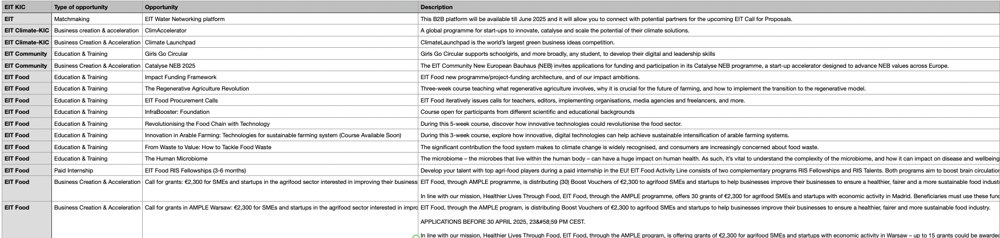 EIT KIC Type of opportunity Opportunity Description
EIT Matchmaking EIT Water Networking platform This B2B platform will be available till June 2025 and it will allow you to connect with potential partners for the upcoming EIT Call for Proposals.
EIT Climate-KIC Business creation & acceleration ClimAccelerator A global programme for start-ups to innovate, catalyse and scale the potential of their climate solutions.
EIT Climate-KIC Business Creation & Acceleration Climate Launchpad ClimateLaunchpad is the world's largest green business ideas competition.
EIT Community Education & Training Girls Go Circular Girls Go Circular supports schoolgirls, and more broadly, any student, to develop their digital and leadership skills
EIT Community Business Creation & Acceleration Catalyse NEB 2025 The EIT Community New European Bauhaus (NEB) invites applications for funding and participation in its Catalyse NEB programme, a start-up accelerator designed to advance NEB values across Europe.
EIT Food Education & Training Impact Funding Framework EIT Food new programme/project-funding architecture, and of our impact ambitions.
EIT Food Education & Training The Regenerative Agriculture Revolution Three-week course teaching what regenerative agriculture involves, why it is crucial for the future of farming, and how to implement the transition to the regenerative model.
EIT Food Education & Training EIT Food Procurement Calls EIT Food iteratively issues calls for teachers, editors, implementing organisations, media agencies and freelancers, and more.
EIT Food Education & Training InfraBooster: Foundation Course open for participants from different scientific and educational backgrounds
EIT Food Education & Training Revolutionising the Food Chain with Technology During this 5-week course, discover how innovative technologies could revolutionise the food sector.
EIT Food Education & Training Innovation in Arable Farming: Technologies for sustainable farming system (Course Available Soon) During this 3-week course, explore how innovative, digital technologies can help achieve sustainable intensification of arable farming systems.
EIT Food Education & Training From Waste to Value: How to Tackle Food Waste The significant contribution the food system makes to climate change is widely recognised, and consumers are increasingly concerned about food waste.
EIT Food Education & Training The Human Microbiome The microbiome – the microbes that live within the human body – can have a huge impact on human health. As such, it's vital to understand the complexity of the microbiome, and how it can impact on disease and wellbeing
EIT Food Paid Internship EIT Food RIS Fellowships (3-6 months) Develop your talent with top agri-food players during a paid internship in the EU! EIT Food Activity Line consists of two complementary programs RIS Fellowships and RIS Talents. Both programs aim to boost brain circulation
EIT Food Business Creation & Acceleration Call for grants: €2,300 for SMEs and startups in the agrifood sector interested in improving their business EIT Food, through AMPLE programme, is distributing (30) Boost Vouchers of €2,300 to agrifood SMEs and startups to help businesses improve their businesses to ensure a healthier, fairer and a more sustainable food
In line with our mission, Healthier Lives Through Food, EIT Food, through the AMPLE programme, offers 30 grants of €2,300 for agrifood SMEs and startups with economic activity in Madrid. Beneficiaries must use these
EIT Food Business Creation & Acceleration Call for grants in AMPLE Warsaw: €2,300 for SMEs and startups in the agrifood sector interested in EIT Food, through the AMPLE program, is distributing Boost Vouchers of €2,300 to agrifood SMEs and startups to help businesses improve their businesses to ensure a healthier, fairer and more sustainable food industry.
APPLICATIONS BEFORE 30 APRIL 2025, 23&#58;59 PM CEST.
In line with our mission, Healthier Lives Through Food, EIT Food, through the AMPLE program, is offering grants of €2,300 for agrifood SMEs and startups with economic activity in Warsaw – up to 15 grants could be awarded